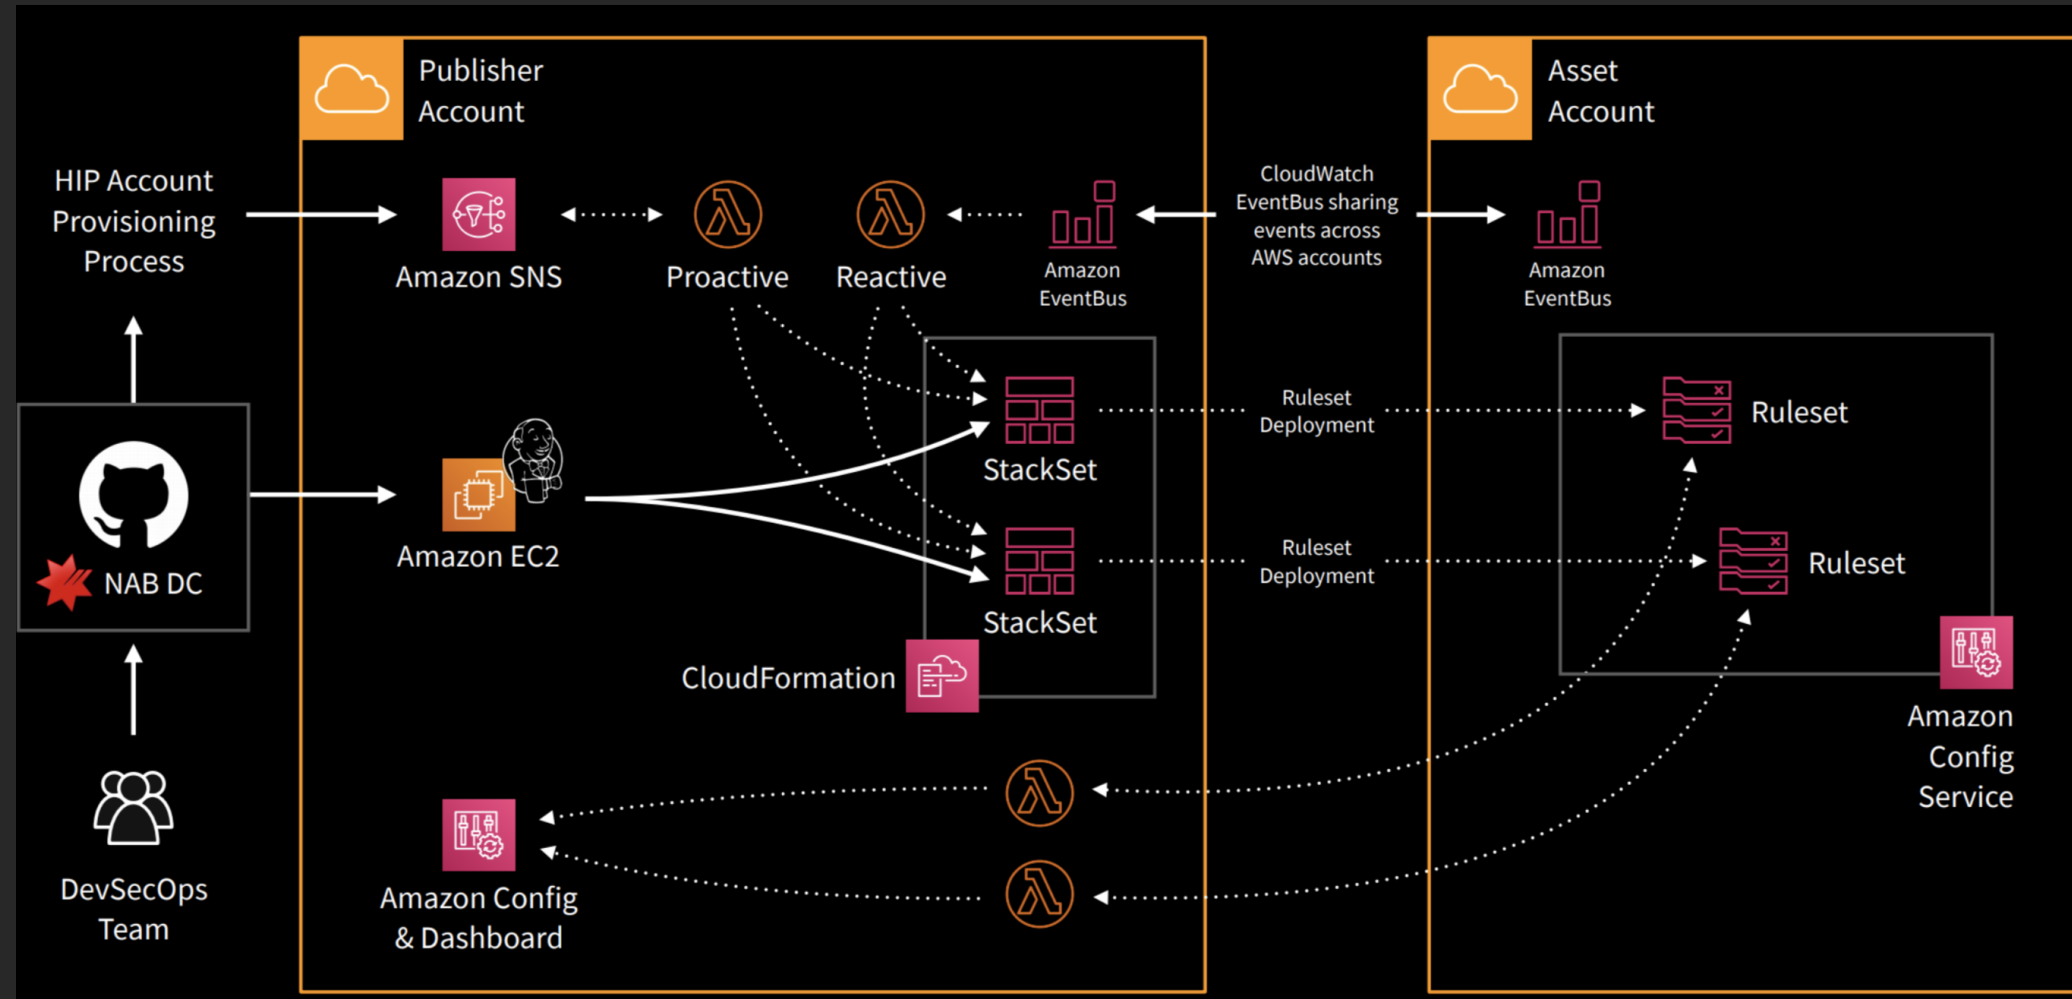 Publisher
Account
Asset
Account
HIP Account
Provisioning
Process
Amazon SNS
Proactive
Reactive
Amazon
EventBus
CloudWatch
EventBus sharing
events across
AWS accounts
Amazon
EventBus
StackSet
Ruleset
Deployment
Ruleset
NAB DC
Amazon EC2
StackSet
Ruleset
Deployment
Ruleset
CloudFormation
Amazon
Config
Service
DevSecOps
Team
Amazon Config
& Dashboard